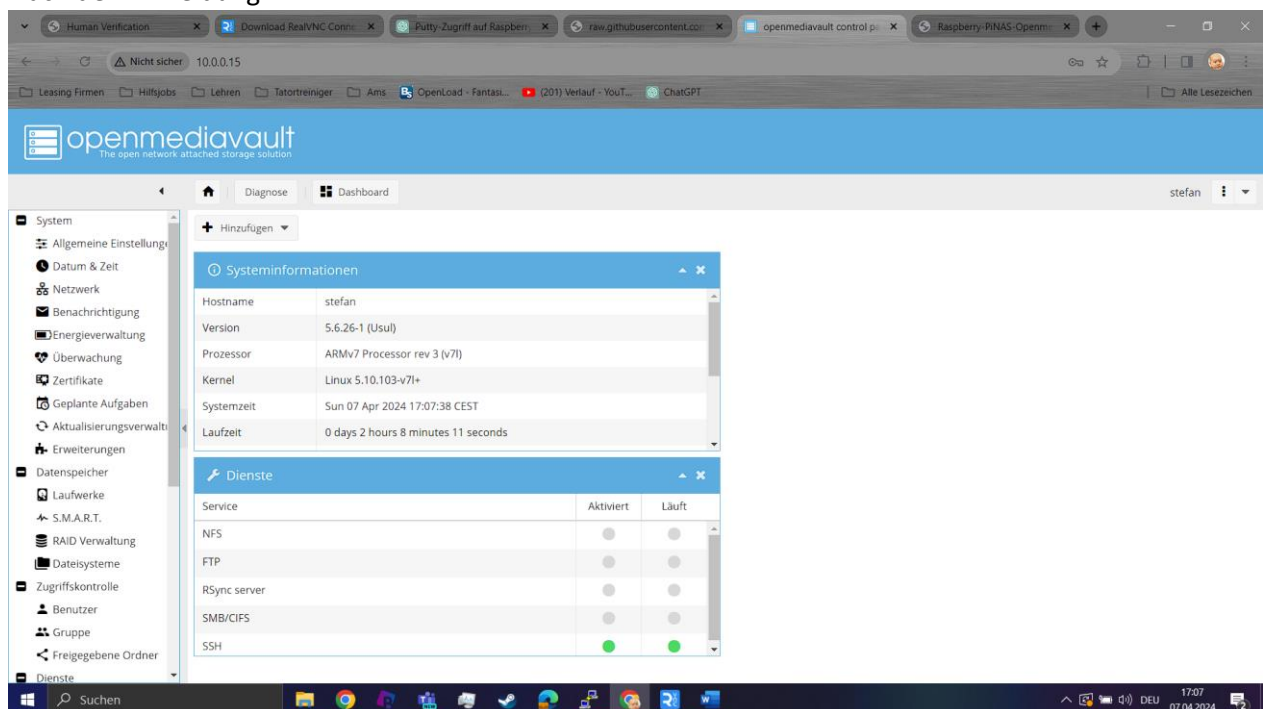 Human Verification
Download RealVNC Conne
Putty-Zugriff auf Raspberry
raw.githubusercontent.co
openmediavault control pa
Raspberry-PiNAS-Openme
Nicht sicher 10.0.0.15
Leasing Firmen Hilfsjobs Lehren Tatortreiniger Ams OpenLoad - Fantasi... (201) Verlauf - YouT... ChatGPT Alle Lesezeichen
openmediavault
The open network attached storage solution
Diagnose Dashboard stefan
System
Allgemeine Einstellunge
Datum & Zeit
Netzwerk
Benachrichtigung
Energieverwaltung
Überwachung
Zertifikate
Geplante Aufgaben
Aktualisierungsverwaltu
Erweiterungen
Datenspeicher
Laufwerke
S.M.A.R.T.
RAID Verwaltung
Dateisysteme
Zugriffskontrolle
Benutzer
Gruppe
Freigegebene Ordner
Dienste
Hinzufügen
Systeminformationen
Hostname stefan
Version 5.6.26-1 (Usul)
Prozessor ARMv7 Processor rev 3 (v7l)
Kernel Linux 5.10.103-v7l+
Systemzeit Sun 07 Apr 2024 17:07:38 CEST
Laufzeit 0 days 2 hours 8 minutes 11 seconds
Dienste
Service Aktiviert Läuft
NFS
FTP
RSync server
SMB/CIFS
SSH
Suchen
DEU
17:07
07.04.2024
2